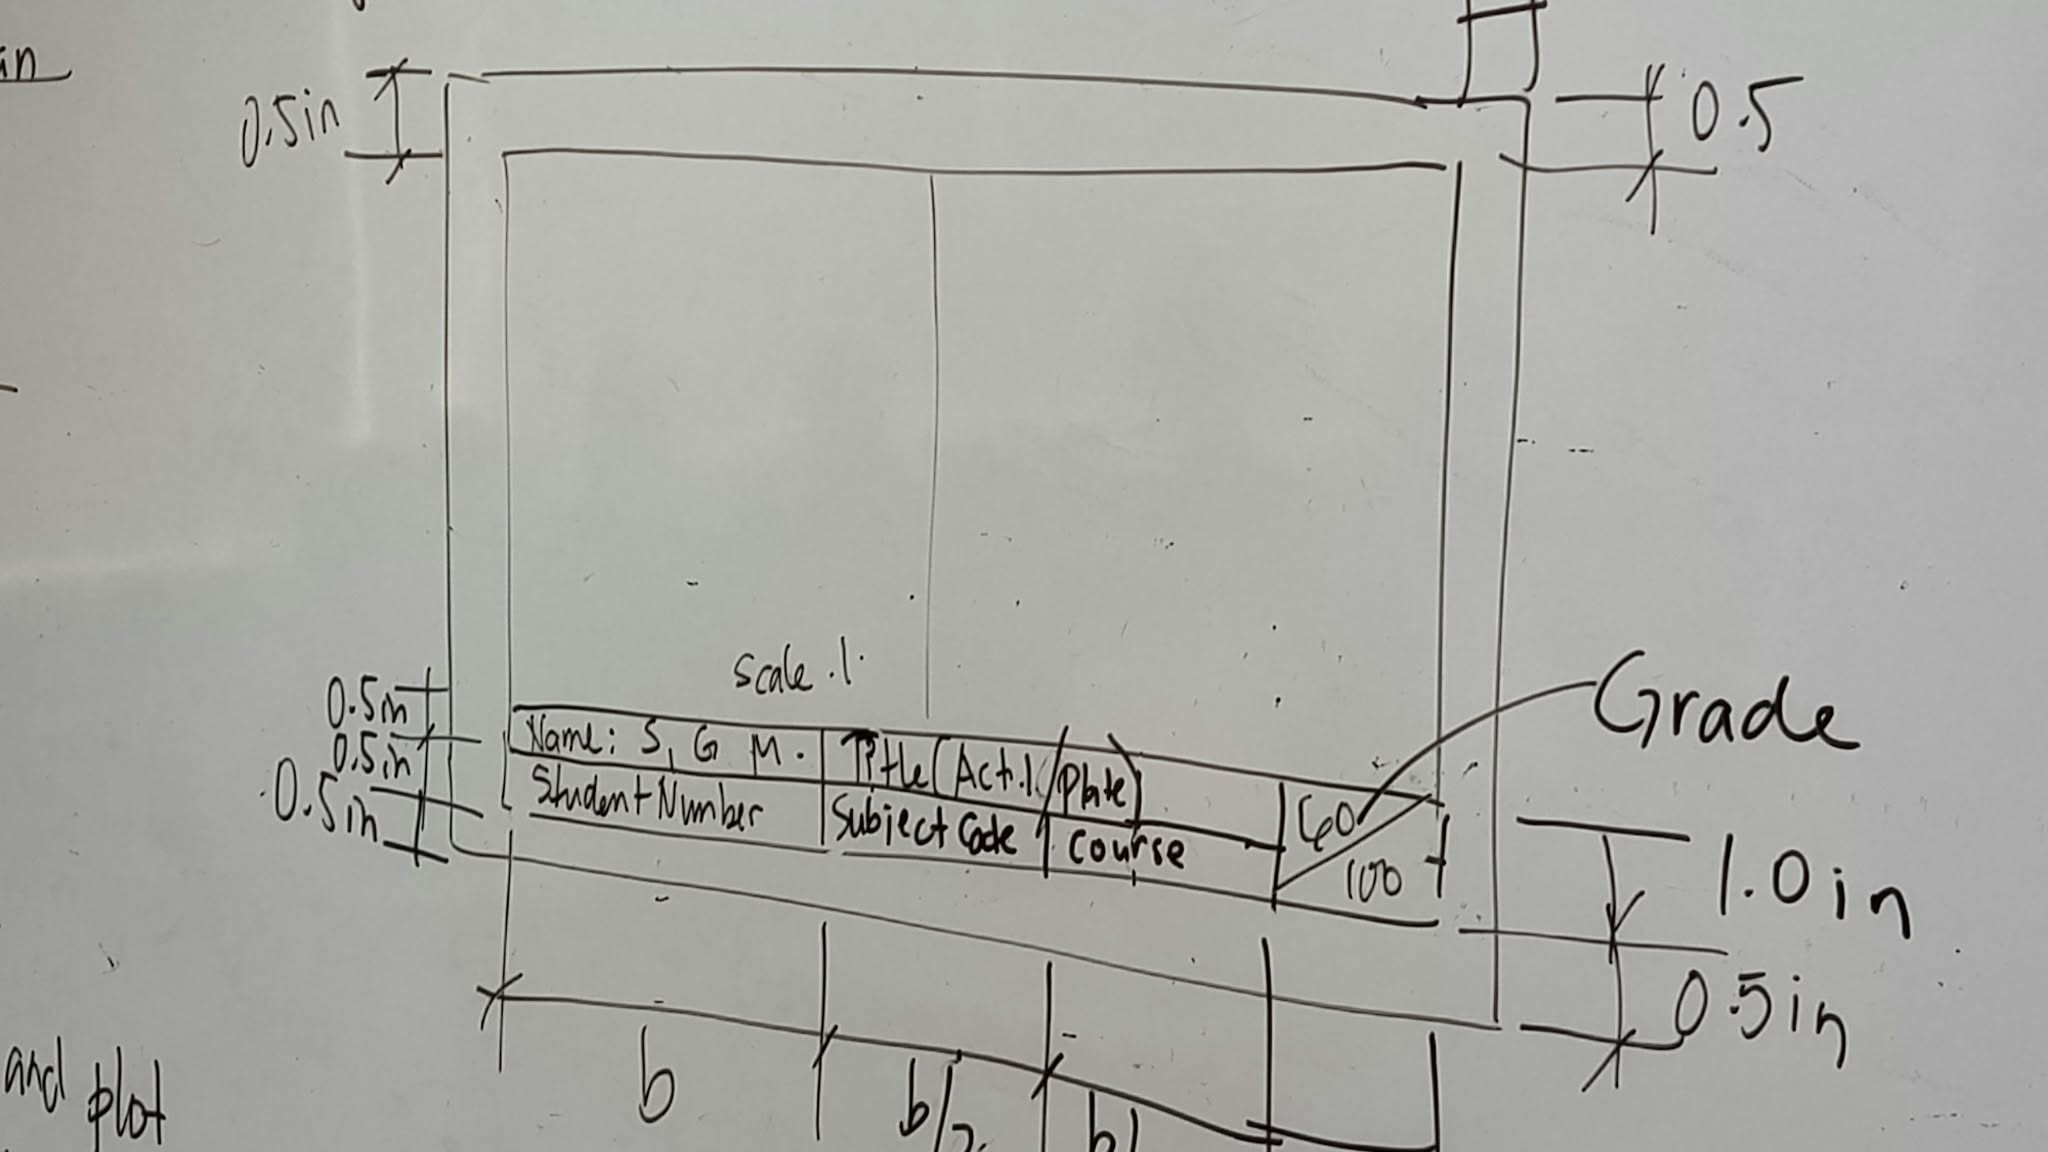 0.5in
0.5
Scale .1.
0.5in
0.5in
0.5in
Name: S, G M.
Title (Act.1/Plate)
60
Grade
Student Number
Subject Code
Course
100
1.0in
0.5in
b
b/2
b/
and plot